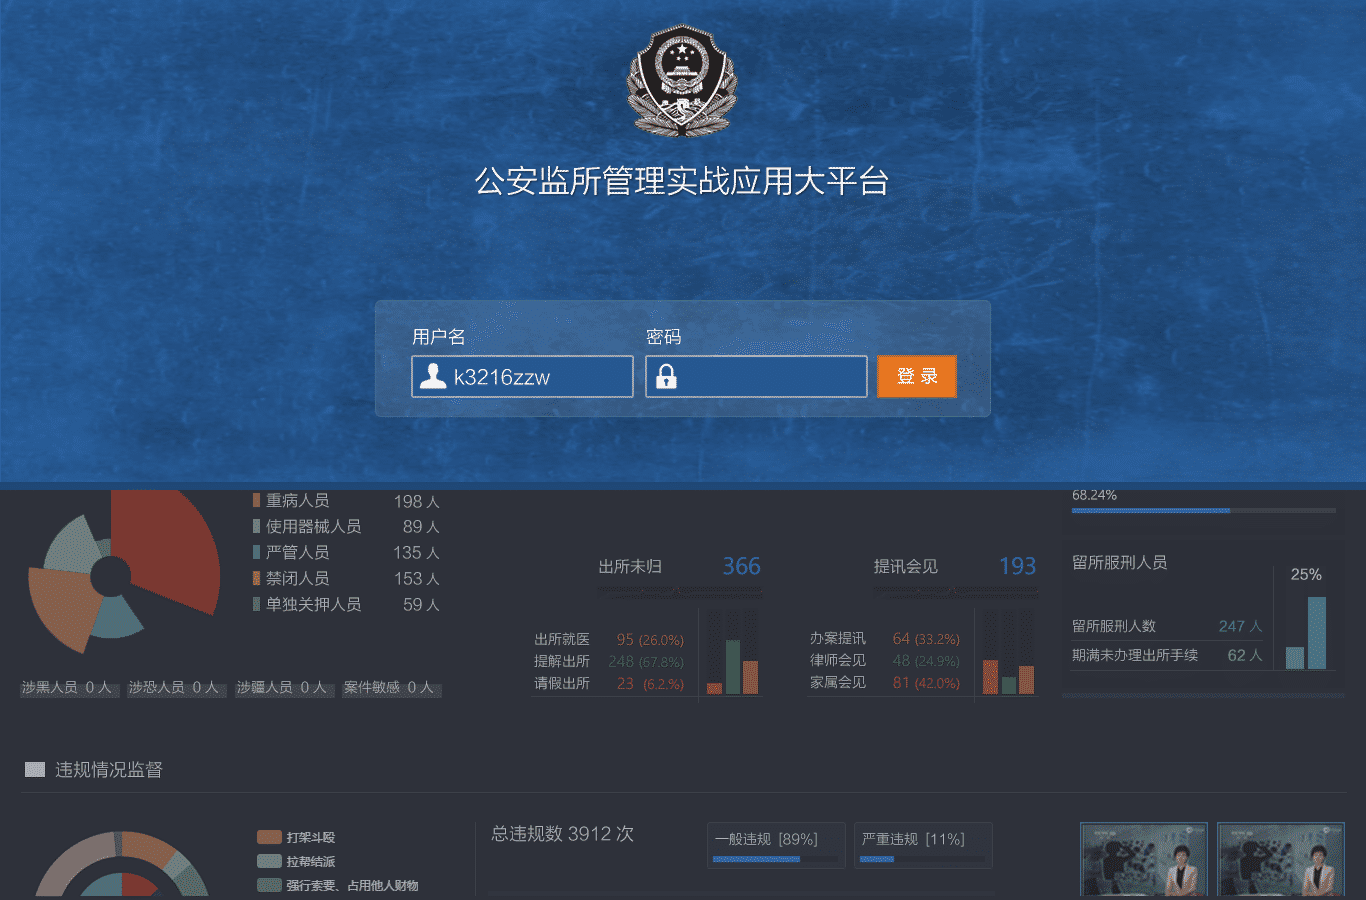 公安监所管理实战应用大平台
用户名
密码
k3216zzw
登 录
重病人员 198 人
使用器械人员 89 人
严管人员 135 人
禁闭人员 153 人
单独关押人员 59 人
涉黑人员 0 人
涉恐人员 0 人
涉疆人员 0 人
案件敏感 0 人
出所未归 366
出所就医 95 (26.0%)
提解出所 248 (67.8%)
请假出所 23 (6.2%)
提讯会见 193
办案提讯 64 (33.2%)
律师会见 48 (24.9%)
家属会见 81 (42.0%)
68.24%
留所服刑人员
25%
留所服刑人数 247 人
期满未办理出所手续 62 人
违规情况监督
打架斗殴
拉帮结派
强行索要、占用他人财物
总违规数 3912 次
一般违规 [89%]
严重违规 [11%]